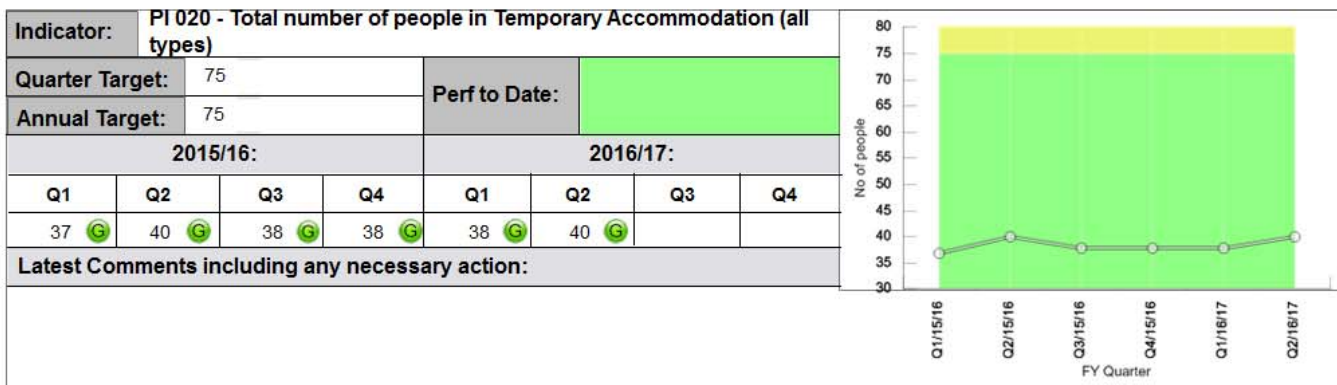 Indicator:
PI 020 - Total number of people in Temporary Accommodation (all
types)
Quarter Target: 75
Annual Target: 75
Perf to Date:
2015/16: 2016/17:
Q1 Q2 Q3 Q4 Q1 Q2 Q3 Q4
37 G 40 G 38 G 38 G 38 G 40 G
Latest Comments including any necessary action:
80
75
70
65
60
55
50
45
40
35
30
No of people
Q1/15/16
Q2/15/16
Q3/15/16
Q4/15/16
Q1/16/17
Q2/16/17
FY Quarter